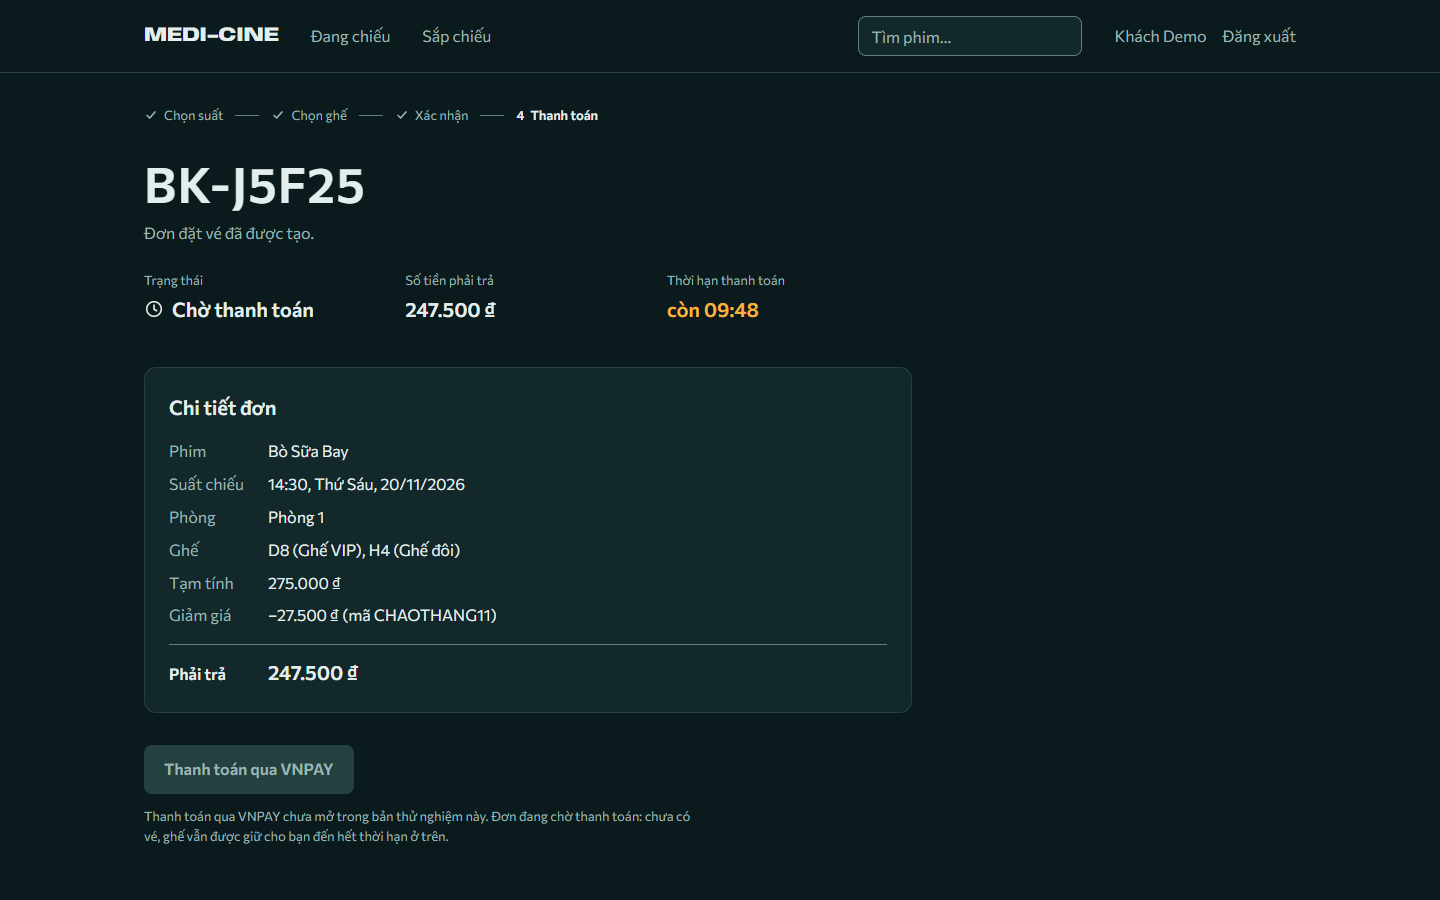 MEDI-CINE Đang chiếu Sắp chiếu Tìm phim... Khách Demo Đăng xuất
Chọn suất Chọn ghế Xác nhận 4 Thanh toán
BK-J5F25
Đơn đặt vé đã được tạo.
Trạng thái Số tiền phải trả Thời hạn thanh toán
Chờ thanh toán 247.500 ₫ còn 09:48
Chi tiết đơn
Phim Bò Sữa Bay
Suất chiếu 14:30, Thứ Sáu, 20/11/2026
Phòng Phòng 1
Ghế D8 (Ghế VIP), H4 (Ghế đôi)
Tạm tính 275.000 ₫
Giảm giá −27.500 ₫ (mã CHAOTHANG11)
Phải trả 247.500 ₫
Thanh toán qua VNPAY
Thanh toán qua VNPAY chưa mở trong bản thử nghiệm này. Đơn đang chờ thanh toán: chưa có
vé, ghế vẫn được giữ cho bạn đến hết thời hạn ở trên.